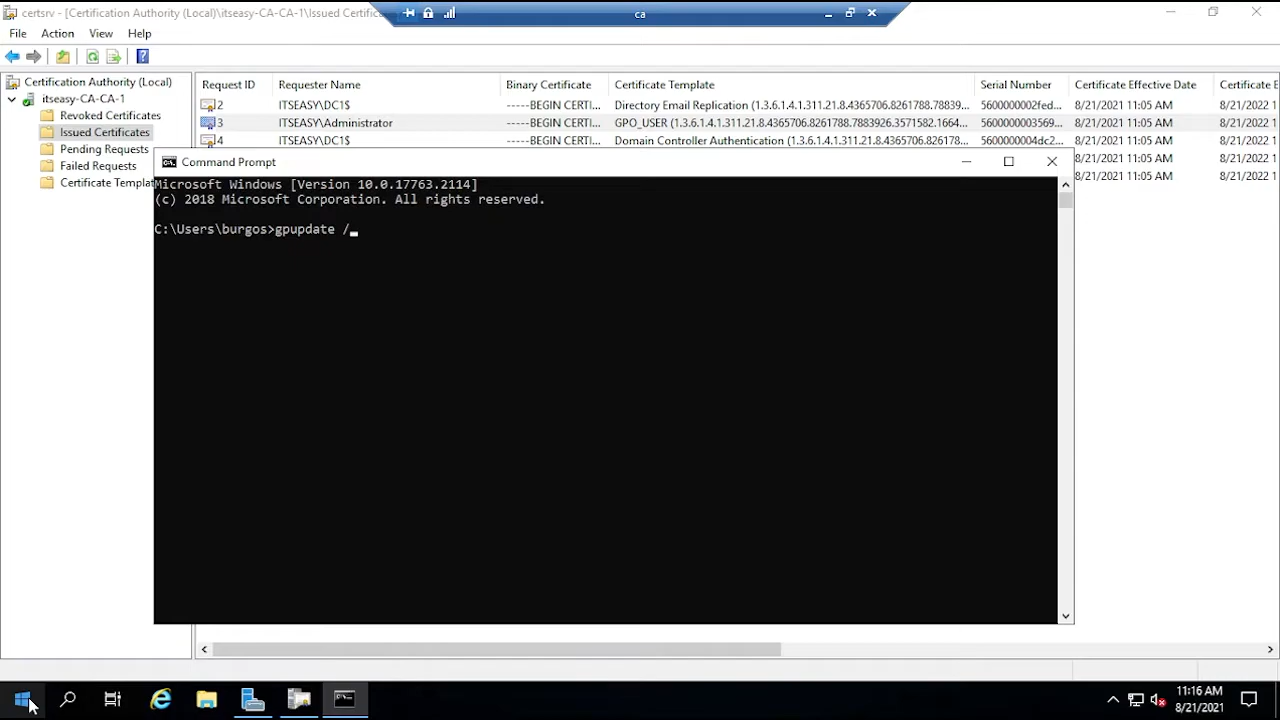 certsrv - [Certification Authority (Local)\itseasy-CA-CA-1\Issued Certific
ca
File Action View Help
Certification Authority (Local)
itseasy-CA-CA-1
Revoked Certificates
Issued Certificates
Pending Requests
Failed Requests
Certificate Templat
Request ID Requester Name Binary Certificate Certificate Template Serial Number Certificate Effective Date Certificate E
2 ITSEASY\DC1$ -----BEGIN CERTI... Directory Email Replication (1.3.6.1.4.1.311.21.8.4365706.8261788.78839... 5600000002fed... 8/21/2021 11:05 AM 8/21/2022 1
3 ITSEASY\Administrator -----BEGIN CERTI... GPO_USER (1.3.6.1.4.1.311.21.8.4365706.8261788.7883926.3571582.1664... 5600000003569... 8/21/2021 11:05 AM 8/21/2022 1
4 ITSEASY\DC1$ -----BEGIN CERTI... Domain Controller Authentication (1.3.6.1.4.1.311.21.8.4365706.826178... 5600000004dc2... 8/21/2021 11:05 AM 8/21/2022 1
8/21/2021 11:05 AM 8/21/2022 1
8/21/2021 11:05 AM 8/21/2022 1
Command Prompt
Microsoft Windows [Version 10.0.17763.2114]
(c) 2018 Microsoft Corporation. All rights reserved.
C:\Users\burgos>gpupdate /_
11:16 AM
8/21/2021